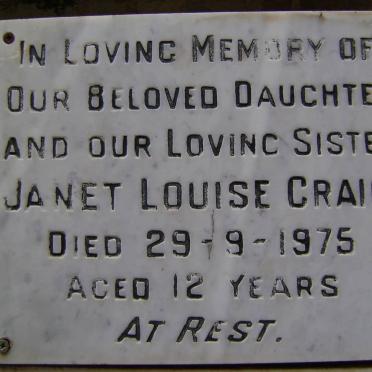 In Loving Memory of
Our Beloved Daughte
and our Loving Siste
Janet Louise Crai
Died 29-9-1975
Aged 12 Years
At Rest.